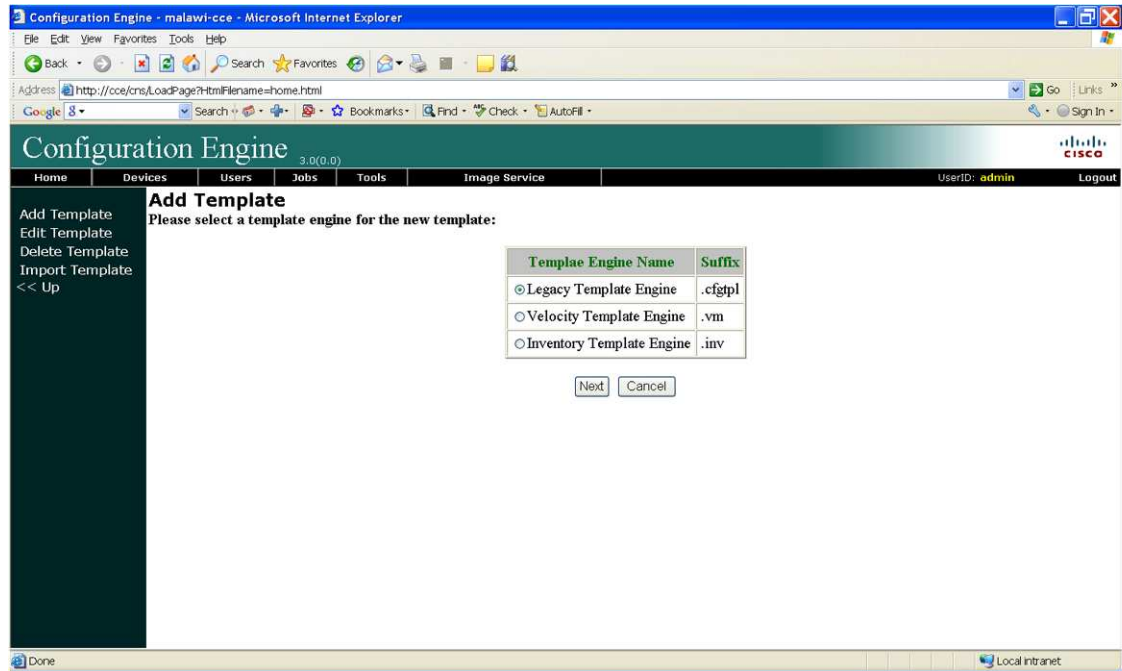 Configuration Engine - malawi-cce - Microsoft Internet Explorer
File Edit View Favorites Tools Help
Back Search Favorites
Address http://cce/cns/LoadPage?HtmlFilename=home.html Go Links »
Google Search Bookmarks Find Check AutoFill Sign In
Configuration Engine 3.0(0.0)
CISCO
Home Devices Users Jobs Tools Image Service UserID: admin Logout
Add Template
Edit Template
Delete Template
Import Template
<< Up
Add Template
Please select a template engine for the new template:
Templae Engine Name Suffix
Legacy Template Engine .cfgtpl
Velocity Template Engine .vm
Inventory Template Engine .inv
Next Cancel
Done Local intranet